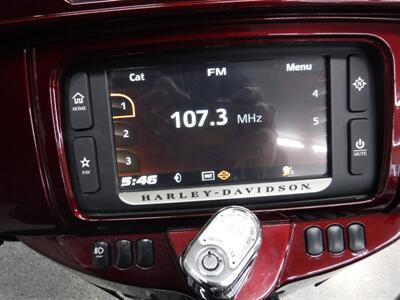 Cat FM Menu
HOME
1 4
107.3 MHz
2 5
3
FAV MUTE
5:46
HARLEY-DAVIDSON